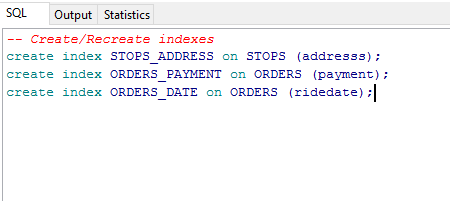 SQL Output Statistics
-- Create/Recreate indexes
create index STOPS_ADDRESS on STOPS (addresss);
create index ORDERS_PAYMENT on ORDERS (payment);
create index ORDERS_DATE on ORDERS (ridedate);